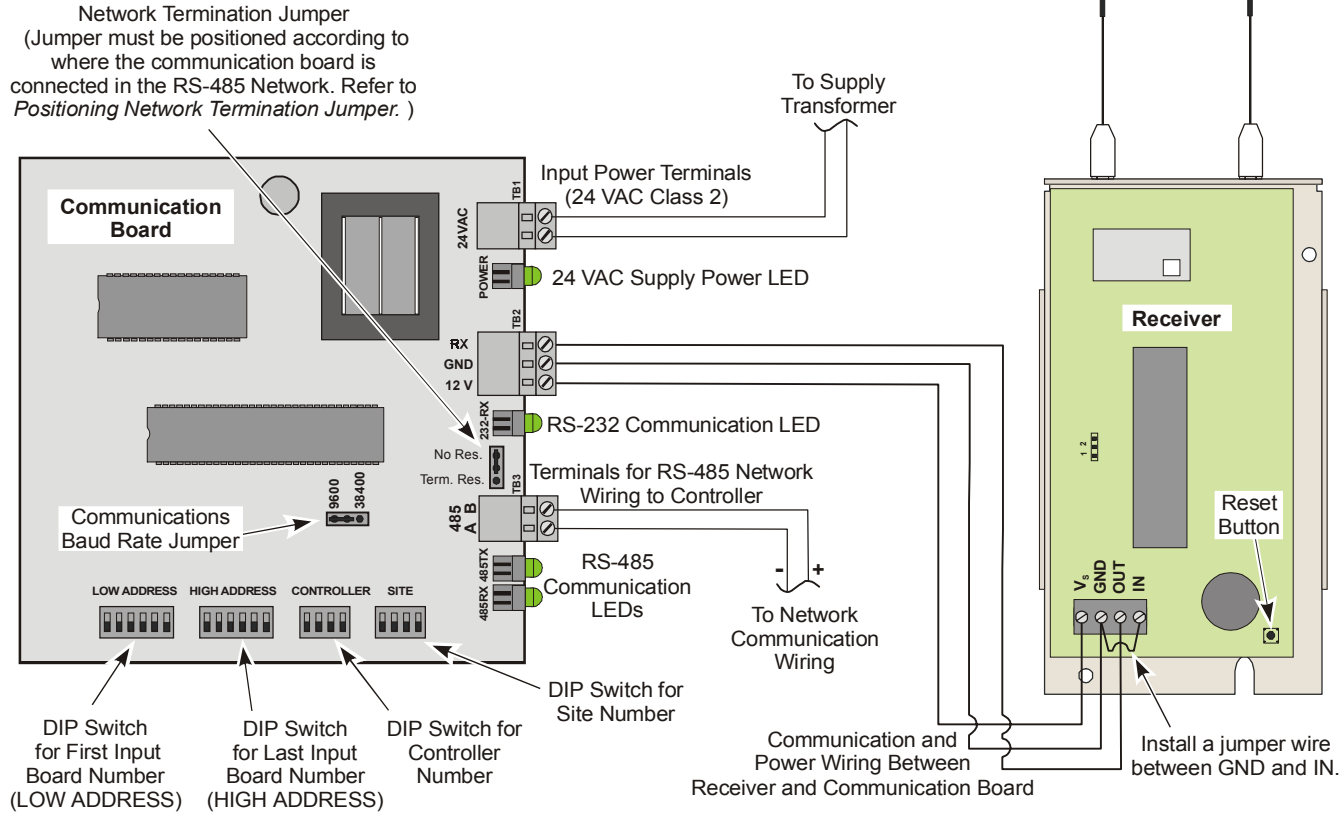 Network Termination Jumper
(Jumper must be positioned according to
where the communication board is
connected in the RS-485 Network. Refer to
Positioning Network Termination Jumper. )
To Supply
Transformer
Communication
Board
TB1
24VAC
Input Power Terminals
(24 VAC Class 2)
POWER
24 VAC Supply Power LED
TB2
RX
GND
12 V
232-RX
RS-232 Communication LED
No Res.
Term. Res.
TB3
Terminals for RS-485 Network
Wiring to Controller
485
A B
9600
38400
Communications
Baud Rate Jumper
485TX
485RX
RS-485
Communication
LEDs
- +
To Network
Communication
Wiring
LOW ADDRESS
HIGH ADDRESS
CONTROLLER
SITE
DIP Switch
for First Input
Board Number
(LOW ADDRESS)
DIP Switch
for Last Input
Board Number
(HIGH ADDRESS)
DIP Switch for
Controller
Number
DIP Switch for
Site Number
Receiver
1 2
Reset
Button
Vs
GND
OUT
IN
Communication and
Power Wiring Between
Receiver and Communication Board
Install a jumper wire
between GND and IN.